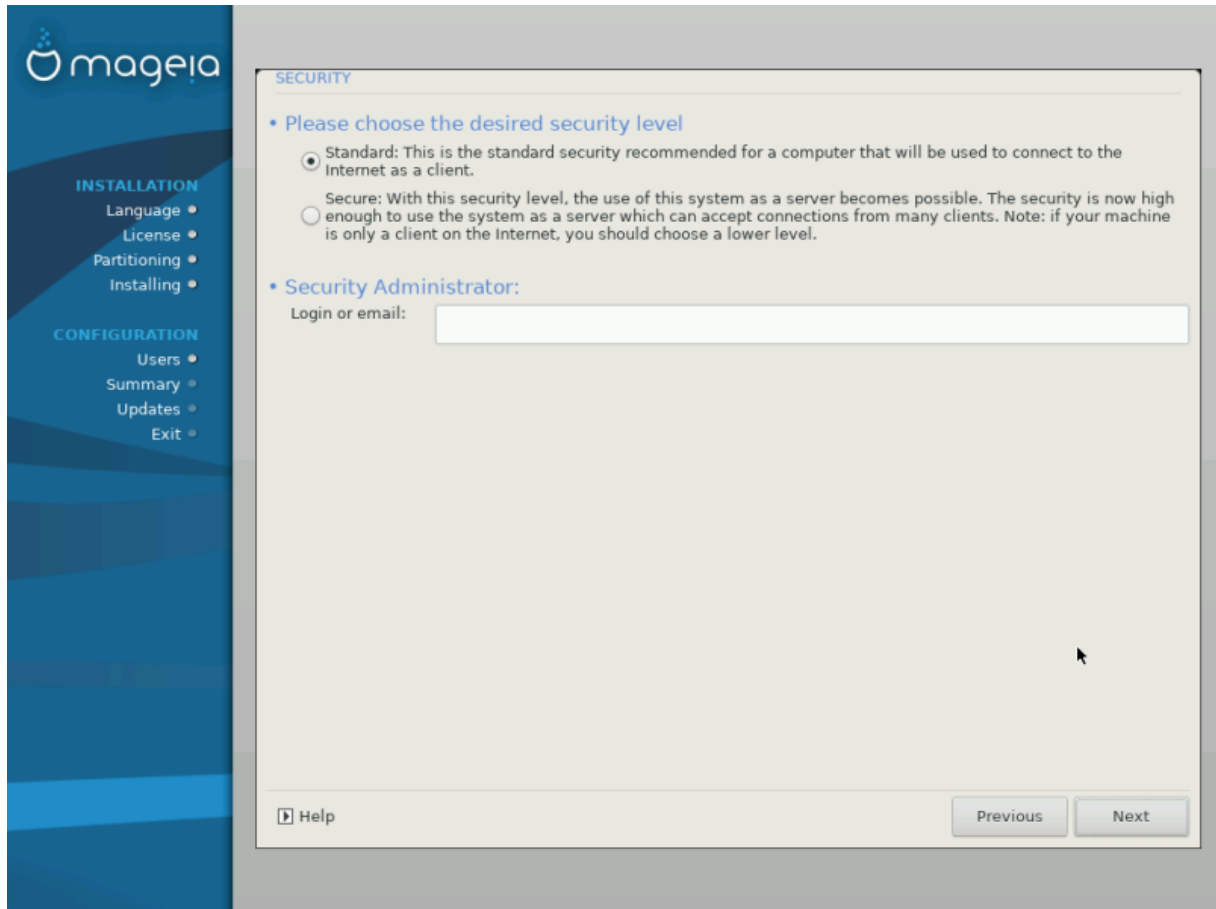 mageia
INSTALLATION
Language
License
Partitioning
Installing
CONFIGURATION
Users
Summary
Updates
Exit
SECURITY
• Please choose the desired security level
Standard: This is the standard security recommended for a computer that will be used to connect to the
Internet as a client.
Secure: With this security level, the use of this system as a server becomes possible. The security is now high
enough to use the system as a server which can accept connections from many clients. Note: if your machine
is only a client on the Internet, you should choose a lower level.
• Security Administrator:
Login or email:
Help
Previous
Next